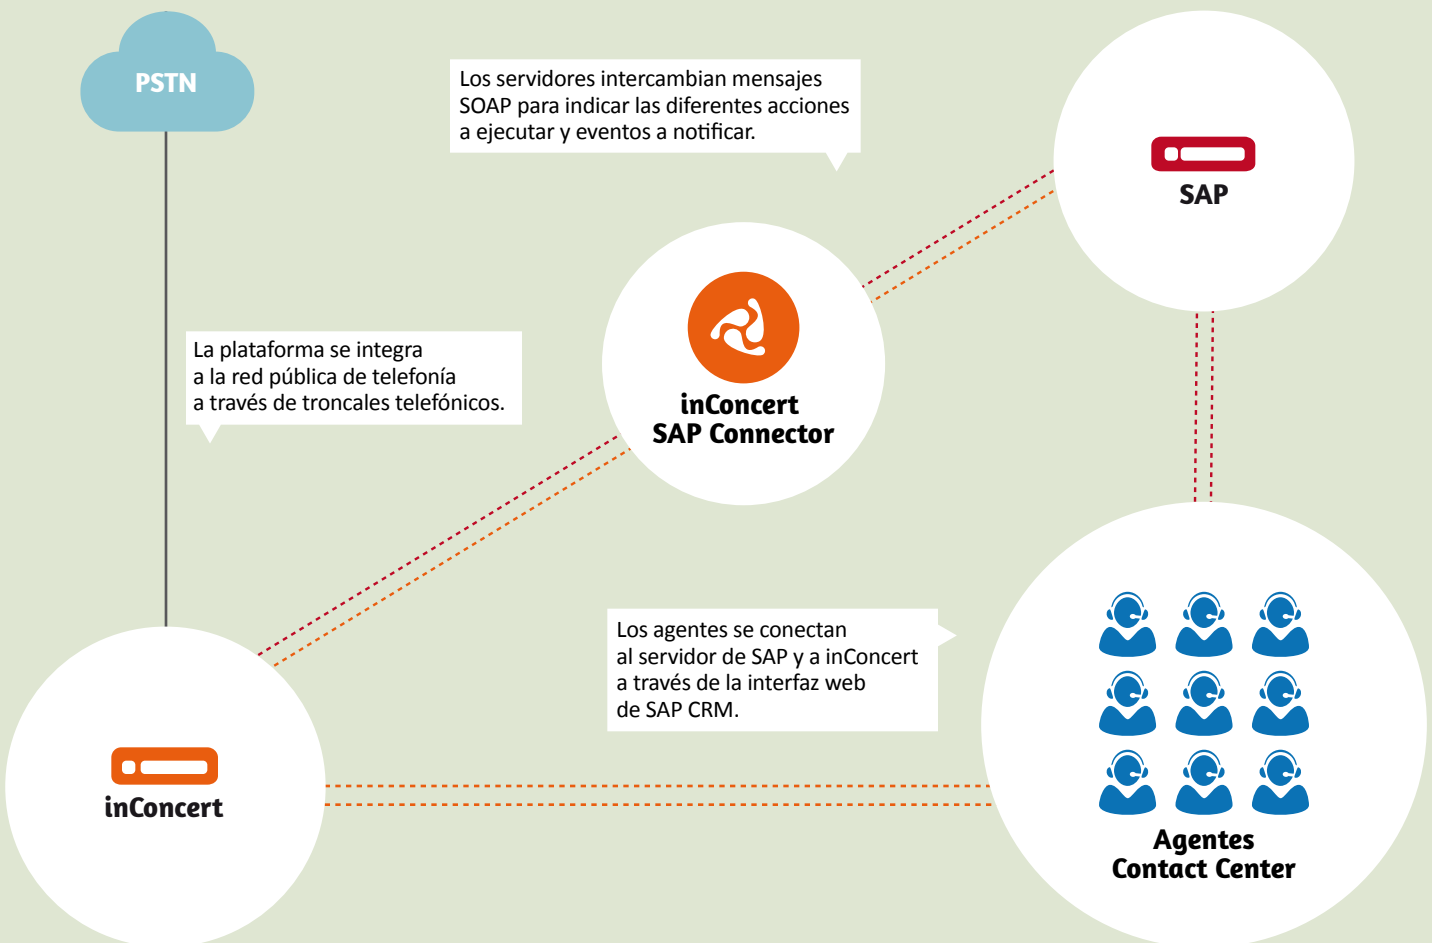 PSTN
Los servidores intercambian mensajes
SOAP para indicar las diferentes acciones
a ejecutar y eventos a notificar.
SAP
La plataforma se integra
a la red pública de telefonía
a través de troncales telefónicos.
inConcert
SAP Connector
Los agentes se conectan
al servidor de SAP y a inConcert
a través de la interfaz web
de SAP CRM.
inConcert
Agentes
Contact Center